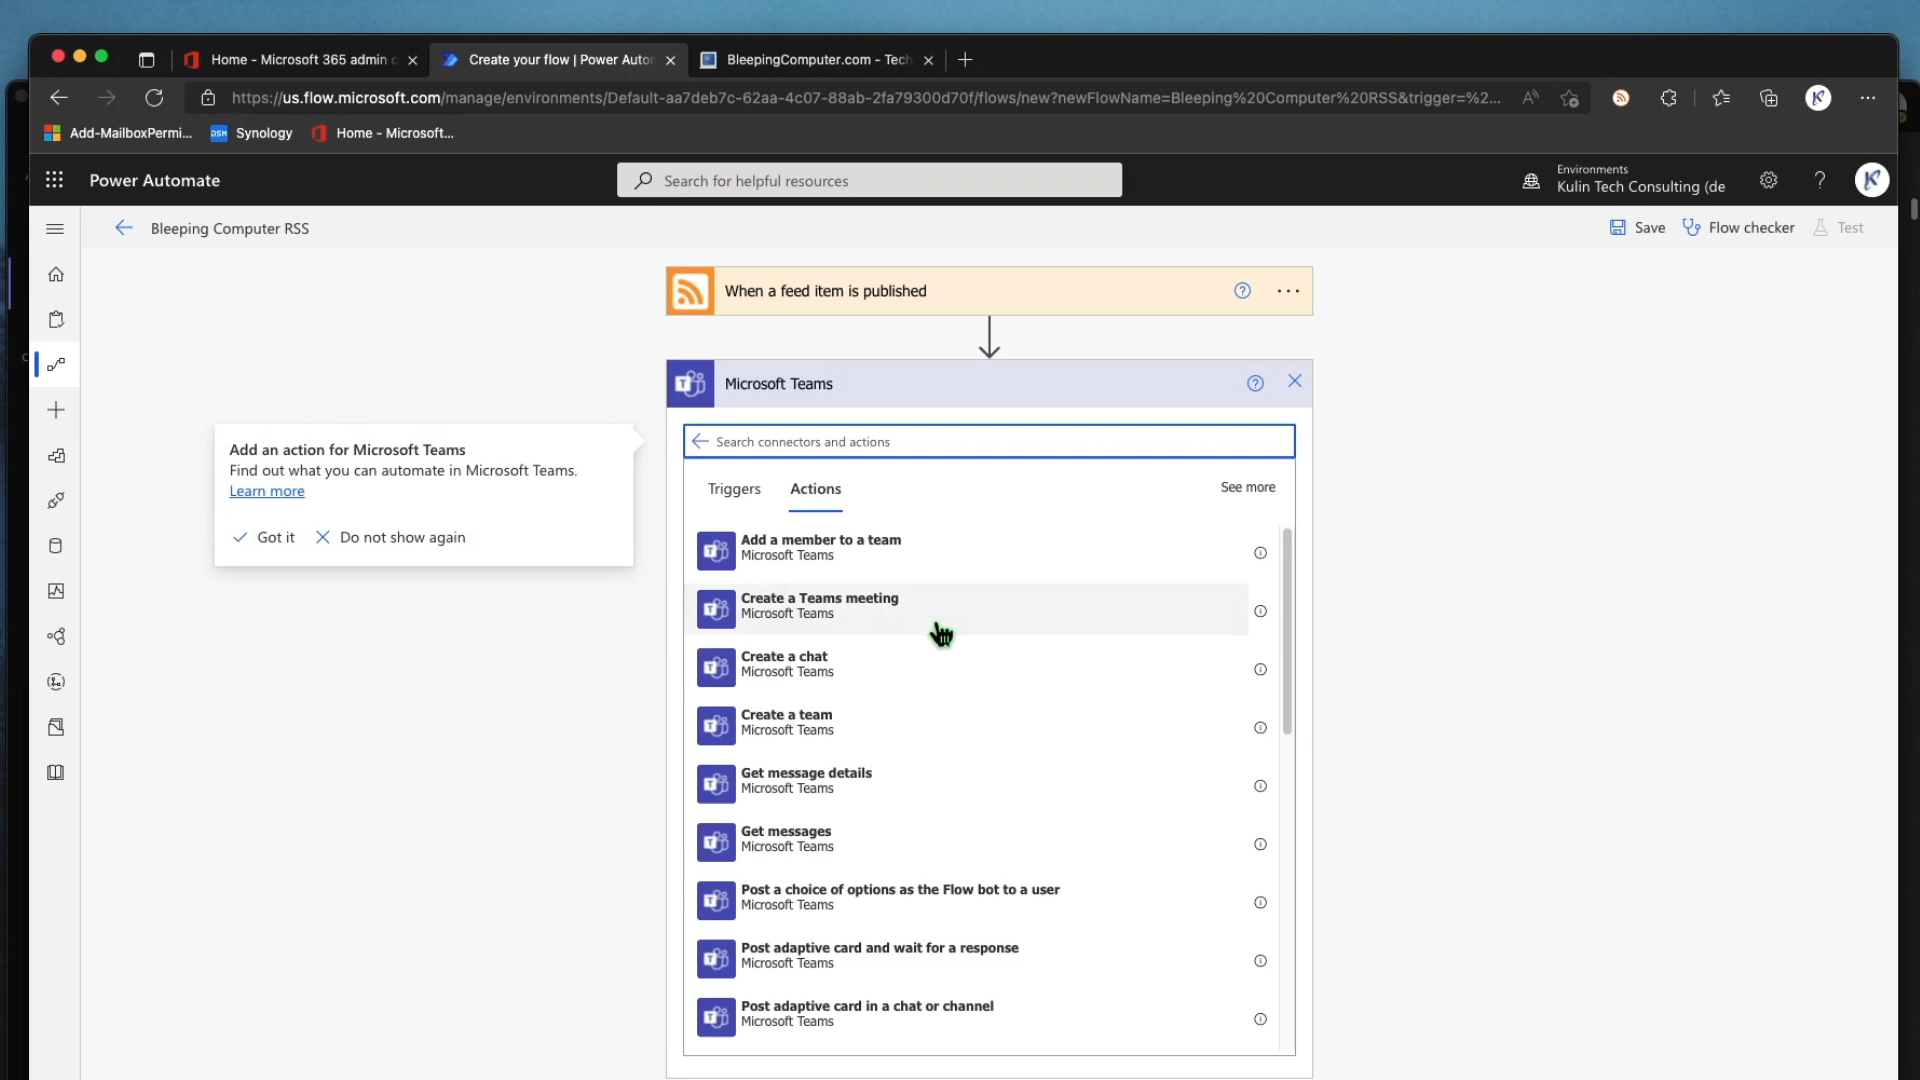 Home - Microsoft 365 admin c
Create your flow | Power Auton
BleepingComputer.com - Tech
https://us.flow.microsoft.com/manage/environments/Default-aa7deb7c-62aa-4c07-88ab-2fa79300d70f/flows/new?newFlowName=Bleeping%20Computer%20RSS&trigger=%2...
Add-MailboxPermi...
Synology
Home - Microsoft...
Power Automate
Search for helpful resources
Environments
Kulin Tech Consulting (de
Bleeping Computer RSS
Save
Flow checker
Test
When a feed item is published
Microsoft Teams
Add an action for Microsoft Teams
Find out what you can automate in Microsoft Teams.
Learn more
Got it
Do not show again
Search connectors and actions
Triggers
Actions
See more
Add a member to a team
Microsoft Teams
Create a Teams meeting
Microsoft Teams
Create a chat
Microsoft Teams
Create a team
Microsoft Teams
Get message details
Microsoft Teams
Get messages
Microsoft Teams
Post a choice of options as the Flow bot to a user
Microsoft Teams
Post adaptive card and wait for a response
Microsoft Teams
Post adaptive card in a chat or channel
Microsoft Teams